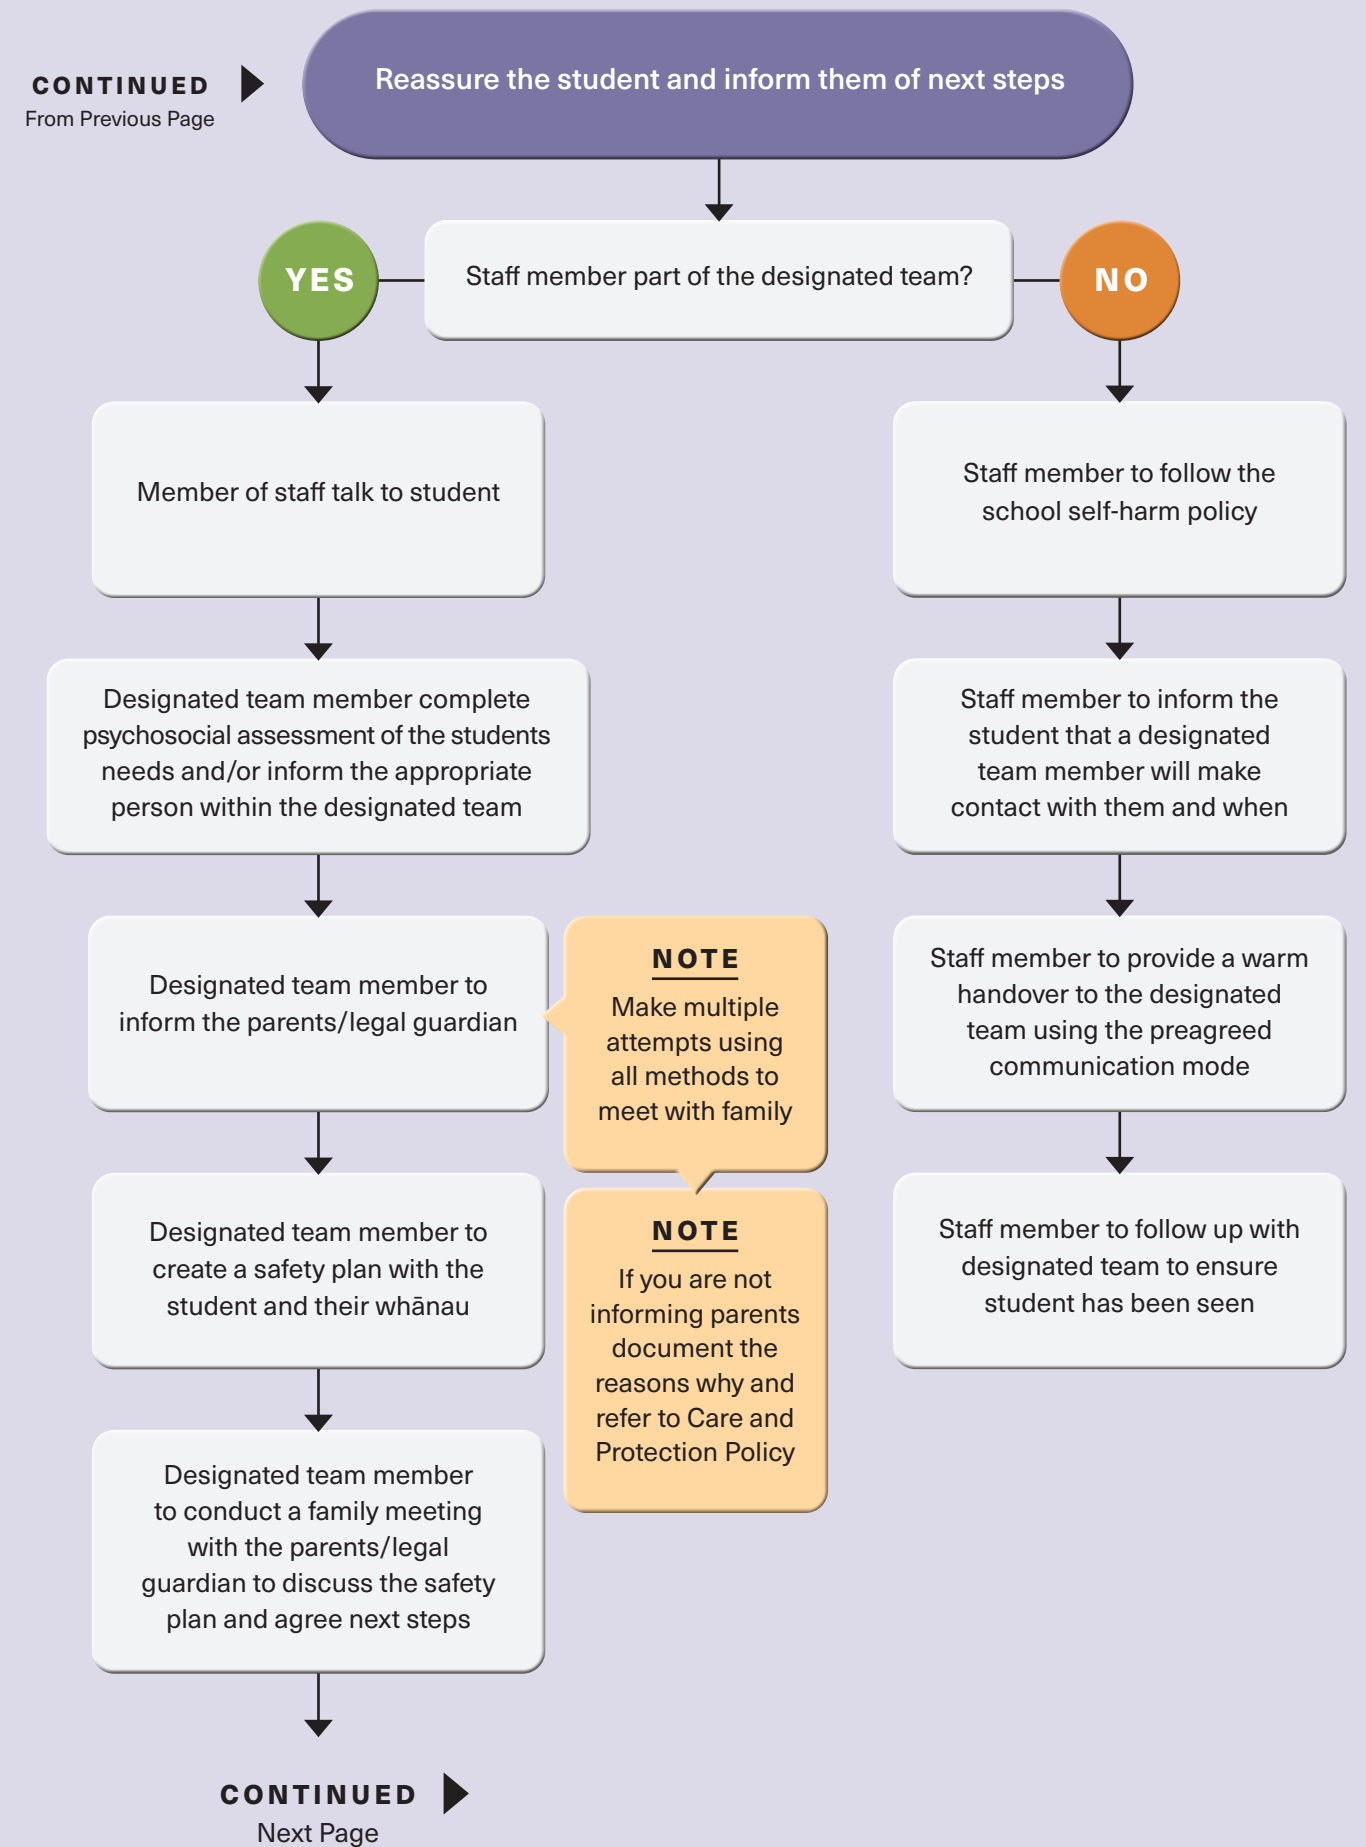 CONTINUED
From Previous Page
Reassure the student and inform them of next steps
YES
Staff member part of the designated team?
NO
Member of staff talk to student
Designated team member complete
psychosocial assessment of the students
needs and/or inform the appropriate
person within the designated team
Designated team member to
inform the parents/legal guardian
NOTE
Make multiple
attempts using
all methods to
meet with family
NOTE
If you are not
informing parents
document the
reasons why and
refer to Care and
Protection Policy
Designated team member to
create a safety plan with the
student and their whānau
Designated team member
to conduct a family meeting
with the parents/legal
guardian to discuss the safety
plan and agree next steps
Staff member to follow the
school self-harm policy
Staff member to inform the
student that a designated
team member will make
contact with them and when
Staff member to provide a warm
handover to the designated
team using the preagreed
communication mode
Staff member to follow up with
designated team to ensure
student has been seen
CONTINUED
Next Page